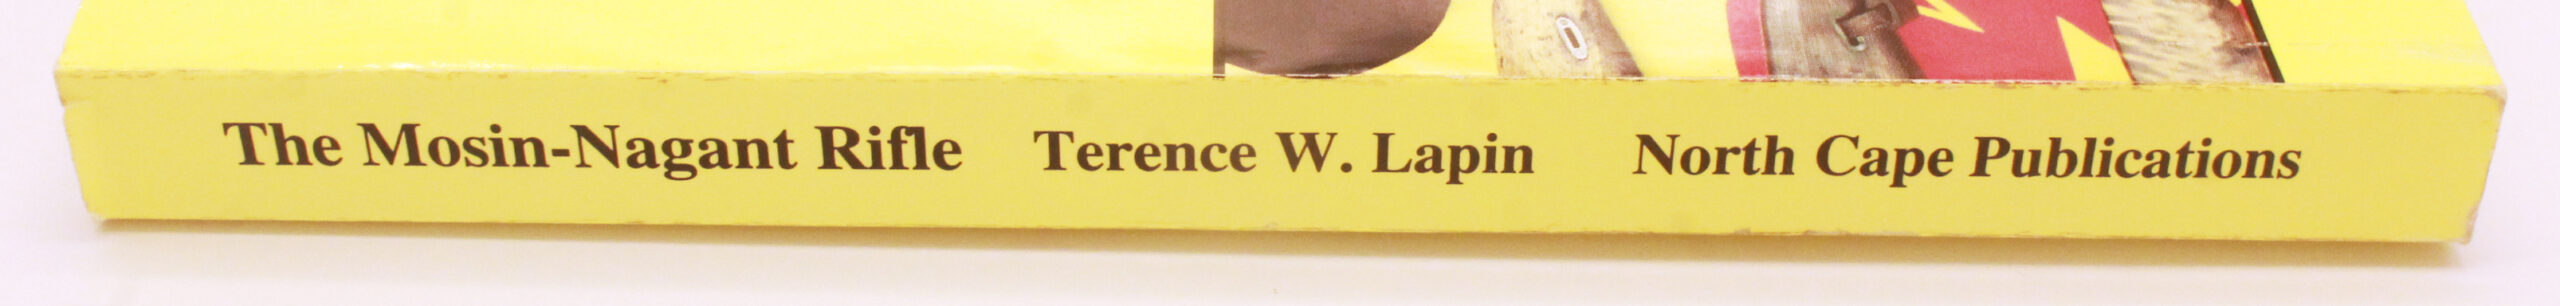 The Mosin-Nagant Rifle Terence W. Lapin North Cape Publications